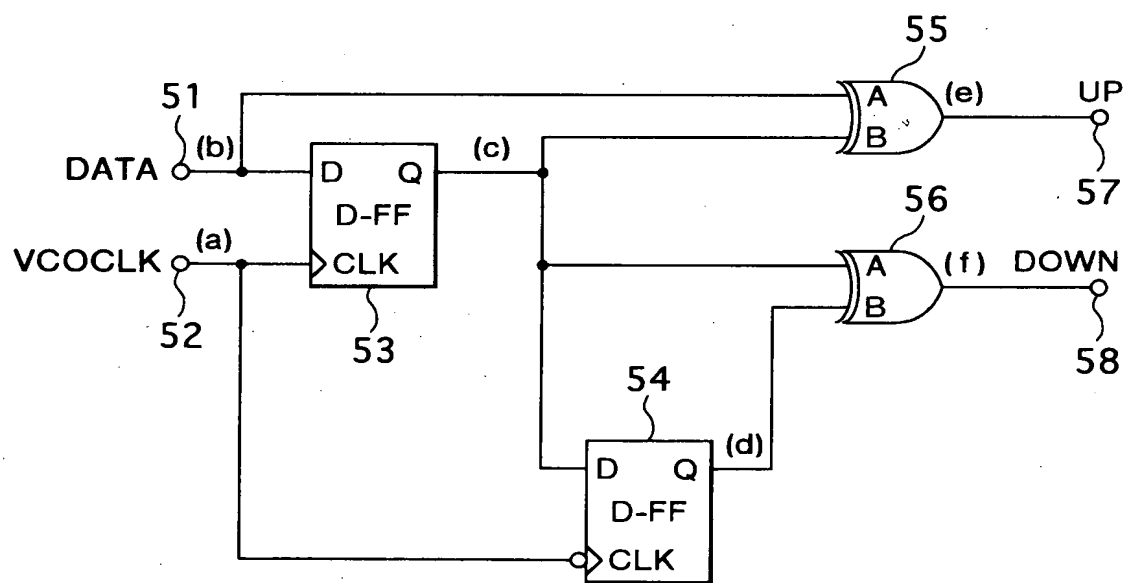 55
51
A
(e)
UP
(b)
(c)
B
DATA
D
Q
57
D-FF
56
VCOCLK
(a)
CLK
A
(f)
DOWN
B
52
53
58
54
D
Q
(d)
D-FF
CLK